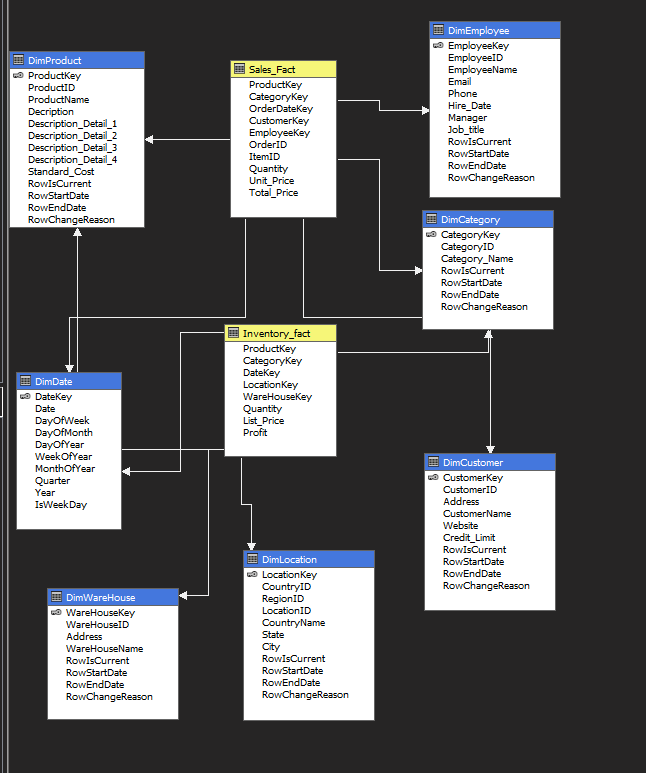 DimProduct
ProductKey
ProductID
ProductName
Decription
Description_Detail_1
Description_Detail_2
Description_Detail_3
Description_Detail_4
Standard_Cost
RowIsCurrent
RowStartDate
RowEndDate
RowChangeReason
Sales_Fact
ProductKey
CategoryKey
OrderDateKey
CustomerKey
EmployeeKey
OrderID
ItemID
Quantity
Unit_Price
Total_Price
DimEmployee
EmployeeKey
EmployeeID
EmployeeName
Email
Phone
Hire_Date
Manager
Job_title
RowIsCurrent
RowStartDate
RowEndDate
RowChangeReason
DimCategory
CategoryKey
CategoryID
Category_Name
RowIsCurrent
RowStartDate
RowEndDate
RowChangeReason
Inventory_fact
ProductKey
CategoryKey
DateKey
LocationKey
WareHouseKey
Quantity
List_Price
Profit
DimDate
DateKey
Date
DayOfWeek
DayOfMonth
DayOfYear
WeekOfYear
MonthOfYear
Quarter
Year
IsWeekDay
DimCustomer
CustomerKey
CustomerID
Address
CustomerName
Website
Credit_Limit
RowIsCurrent
RowStartDate
RowEndDate
RowChangeReason
DimWareHouse
WareHouseKey
WareHouseID
Address
WareHouseName
RowIsCurrent
RowStartDate
RowEndDate
RowChangeReason
DimLocation
LocationKey
CountryID
RegionID
LocationID
CountryName
State
City
RowIsCurrent
RowStartDate
RowEndDate
RowChangeReason